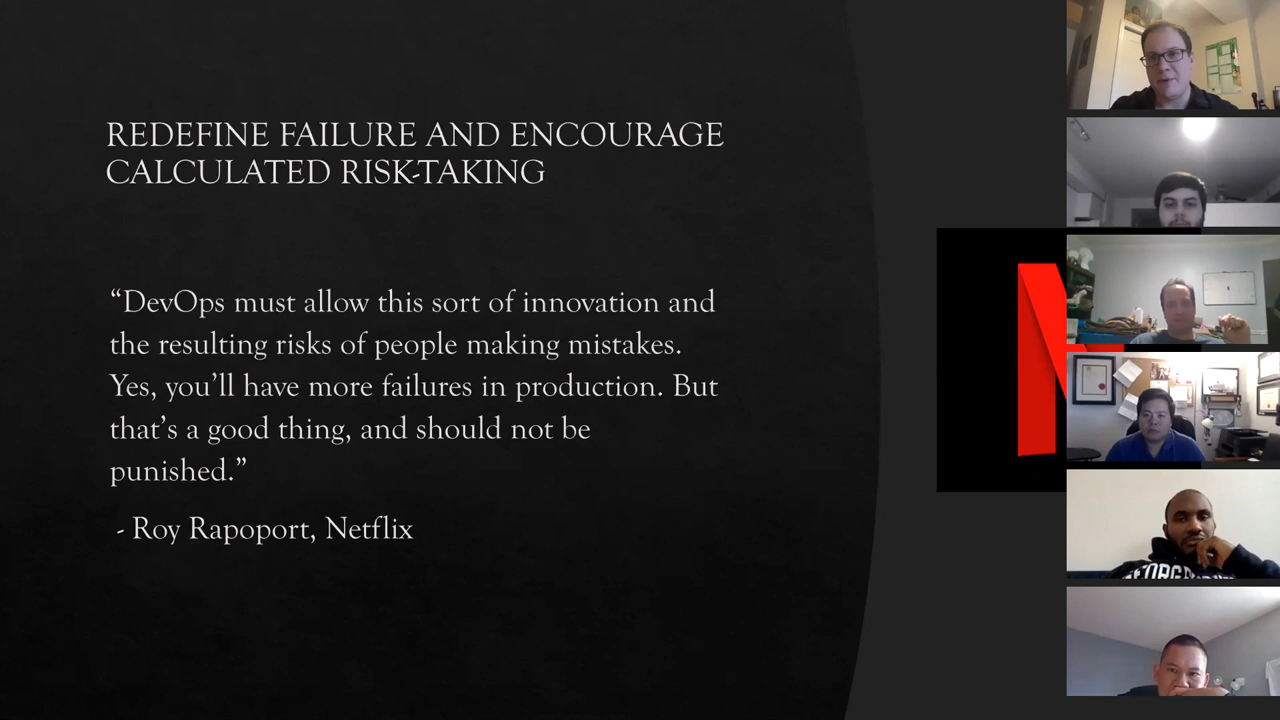 REDEFINE FAILURE AND ENCOURAGE
CALCULATED RISK-TAKING
“DevOps must allow this sort of innovation and
the resulting risks of people making mistakes.
Yes, you’ll have more failures in production. But
that’s a good thing, and should not be
punished.”
- Roy Rapoport, Netflix